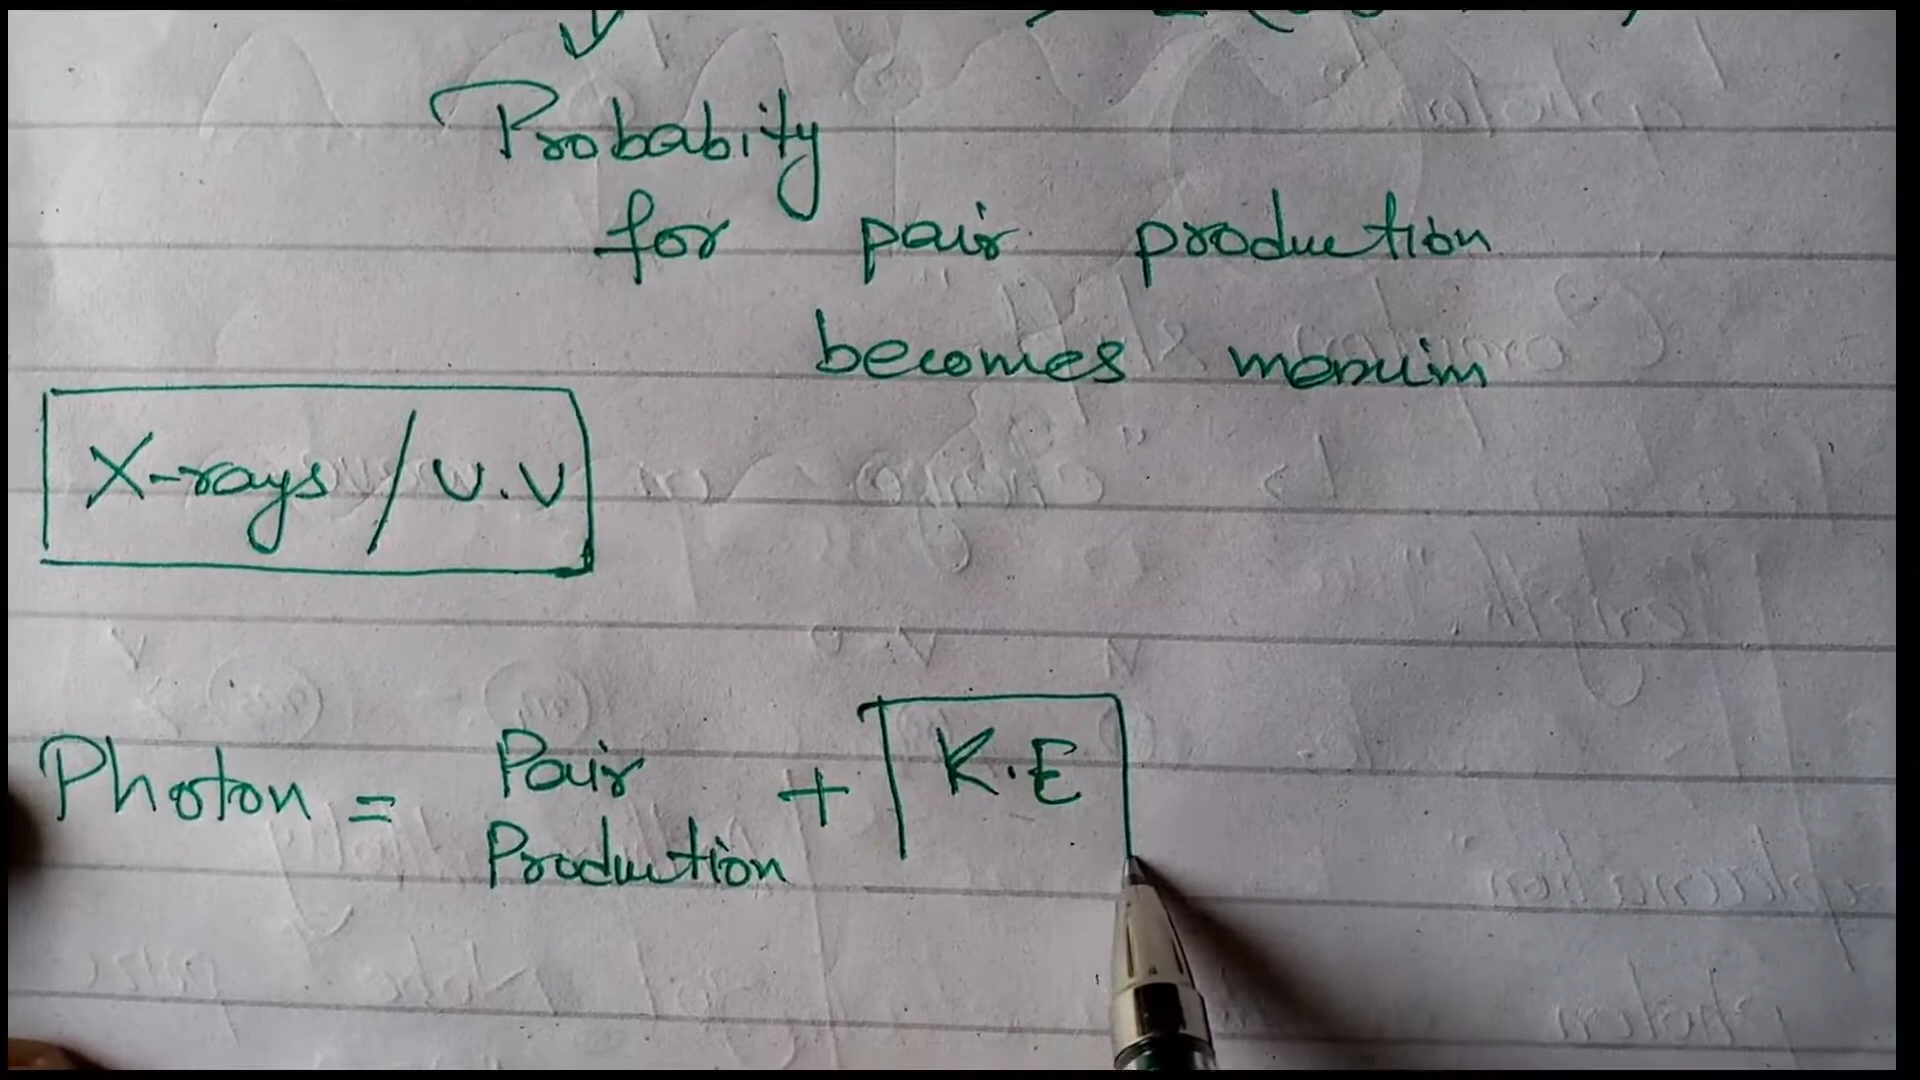 Probabity
for pair production
becomes
X-rays / U.V
Photon = Pair Production + K.E